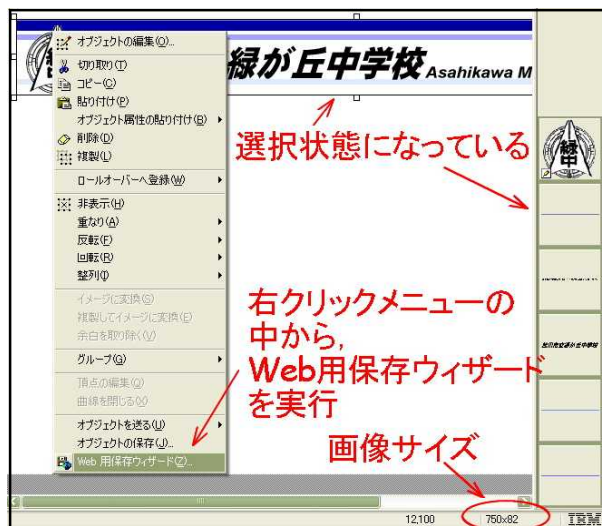 オブジェクトの編集(O)...
切り取り(T)
コピー(C)
貼り付け(P)
オブジェクト属性の貼り付け(B)
削除(D)
複製(L)
ロールオーバーへ登録(W)
非表示(H)
重なり(A)
反転(F)
回転(R)
整列(I)
イメージに変換(S)
複製してイメージに変換(E)
余白を取り除く(V)
グループ(G)
頂点の編集(Q)
曲線を閉じる(X)
オブジェクトを送る(U)
オブジェクトの保存(J)...
Web 用保存ウィザード(Z)...
緑が丘中学校 Asahikawa M
選択状態になっている
緑中
右クリックメニューの
中から,
Web用保存ウィザード
を実行
画像サイズ
12,100
750x82
IBM